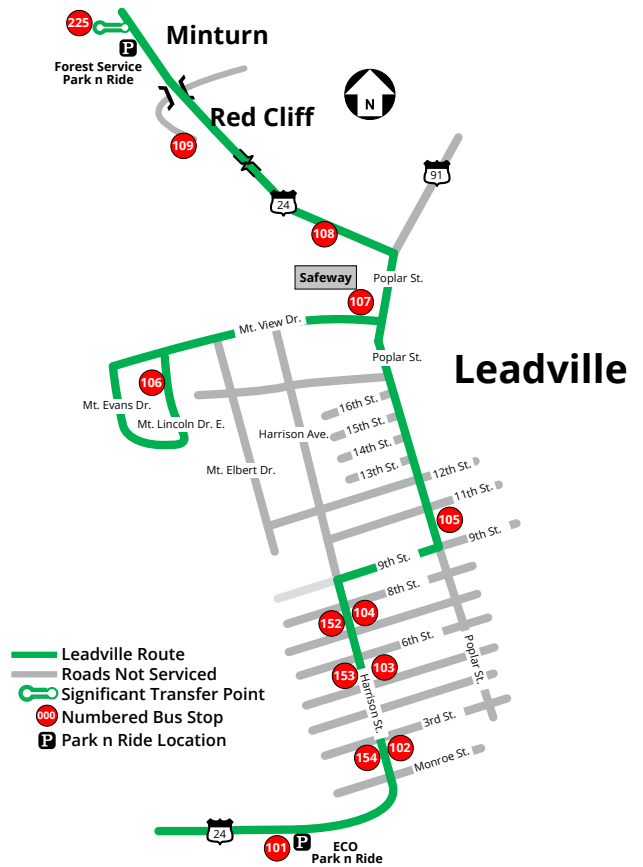 225
Minturn
P
Forest Service
Park n Ride
N
Red Cliff
109
91
24
108
Safeway
Poplar St.
107
Mt. View Dr.
Poplar St.
Leadville
106
Mt. Evans Dr.
Mt. Lincoln Dr. E.
16th St.
15th St.
Harrison Ave.
14th St.
13th St.
Mt. Elbert Dr.
12th St.
11th St.
105
9th St.
9th St.
8th St.
104
152
6th St.
Poplar St.
103
153
Harrison St.
3rd St.
102
154
Monroe St.
Leadville Route
Roads Not Serviced
Significant Transfer Point
000 Numbered Bus Stop
P Park n Ride Location
24
101
P
ECO
Park n Ride